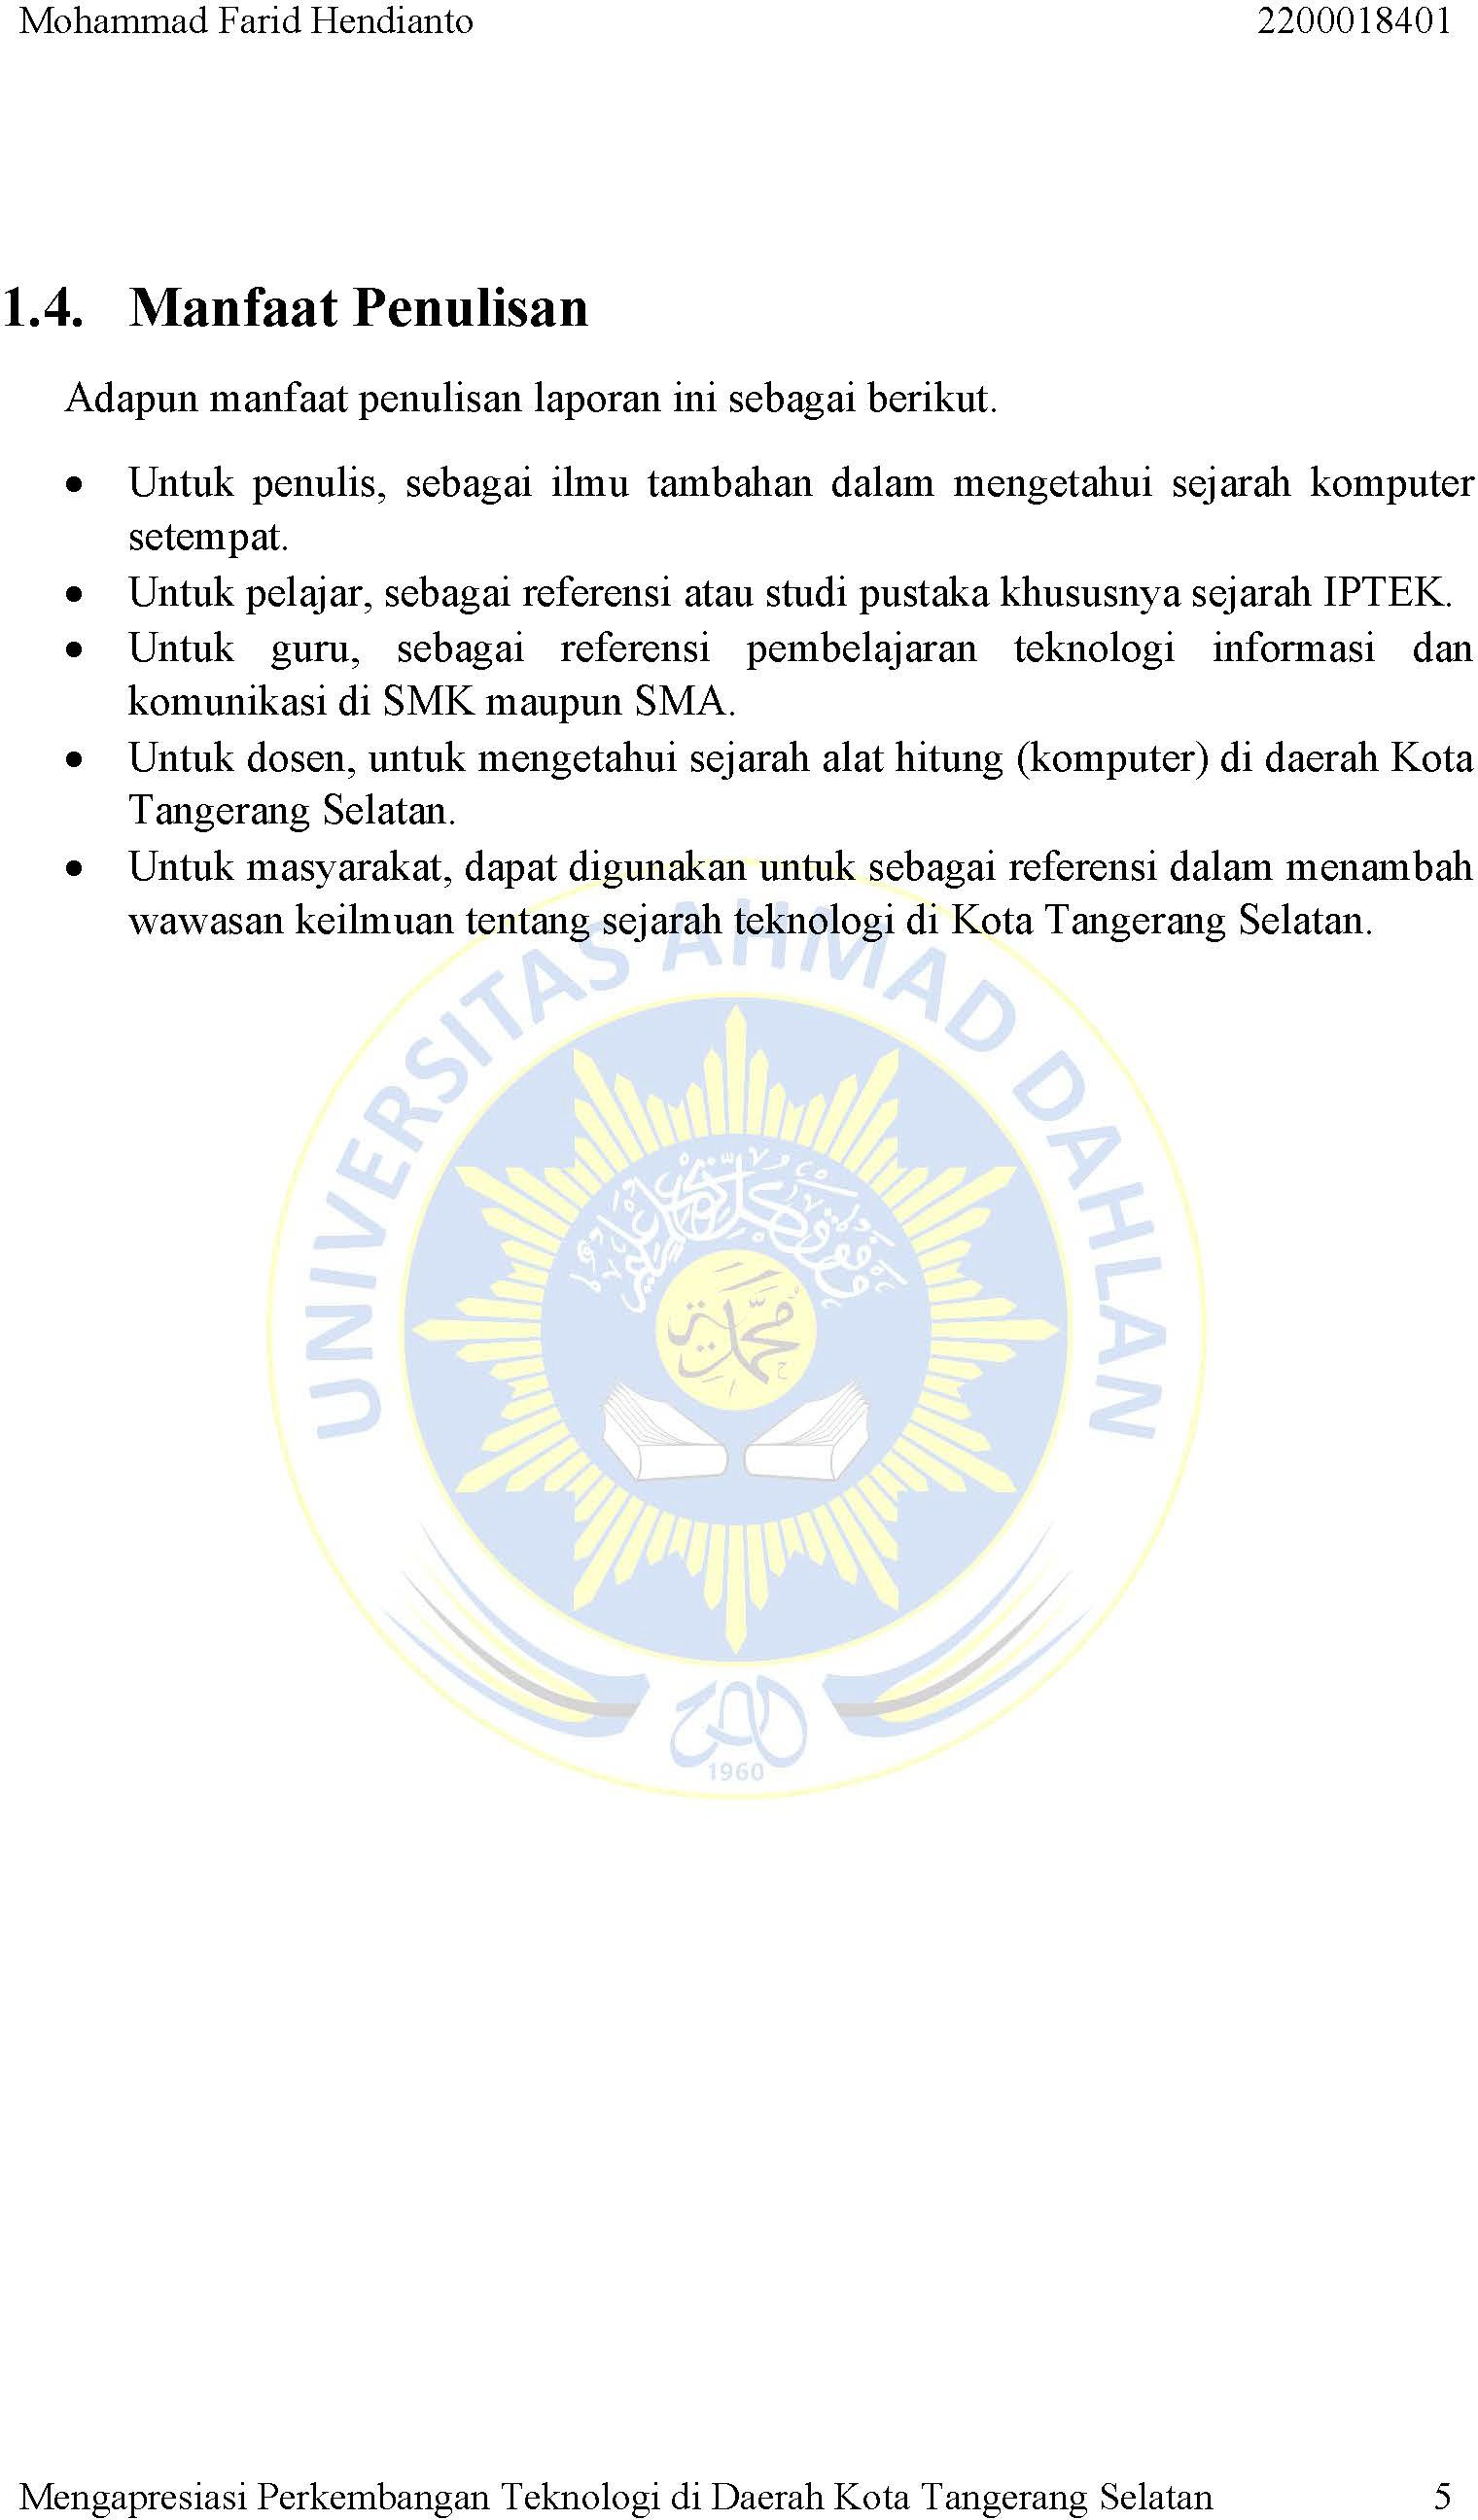 Mohammad Farid Hendianto 2200018401
1.4. Manfaat Penulisan
Adapun manfaat penulisan laporan ini sebagai berikut.
• Untuk penulis, sebagai ilmu tambahan dalam mengetahui sejarah komputer
setempat.
• Untuk pelajar, sebagai referensi atau studi pustaka khususnya sejarah IPTEK.
• Untuk guru, sebagai referensi pembelajaran teknologi informasi dan
komunikasi di SMK maupun SMA.
• Untuk dosen, untuk mengetahui sejarah alat hitung (komputer) di daerah Kota
Tangerang Selatan.
• Untuk masyarakat, dapat digunakan untuk sebagai referensi dalam menambah
wawasan keilmuan tentang sejarah teknologi di Kota Tangerang Selatan.
UNIVERSITAS AHMAD DAHLAN
1960
Mengapresiasi Perkembangan Teknologi di Daerah Kota Tangerang Selatan 5